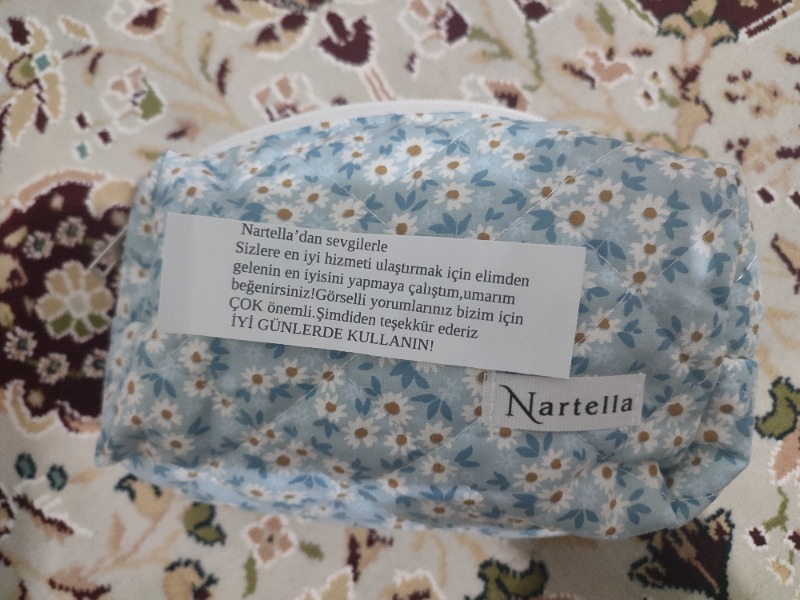 Nartella'dan sevgilerle
Sizlere en iyi hizmeti ulaştırmak için elimden
gelenin en iyisini yapmaya çalıştım,umarım
beğenirsiniz!Görselli yorumlarınız bizim için
ÇOK önemli.Şimdiden teşekkür ederiz
İYİ GÜNLERDE KULLANIN!
Nartella